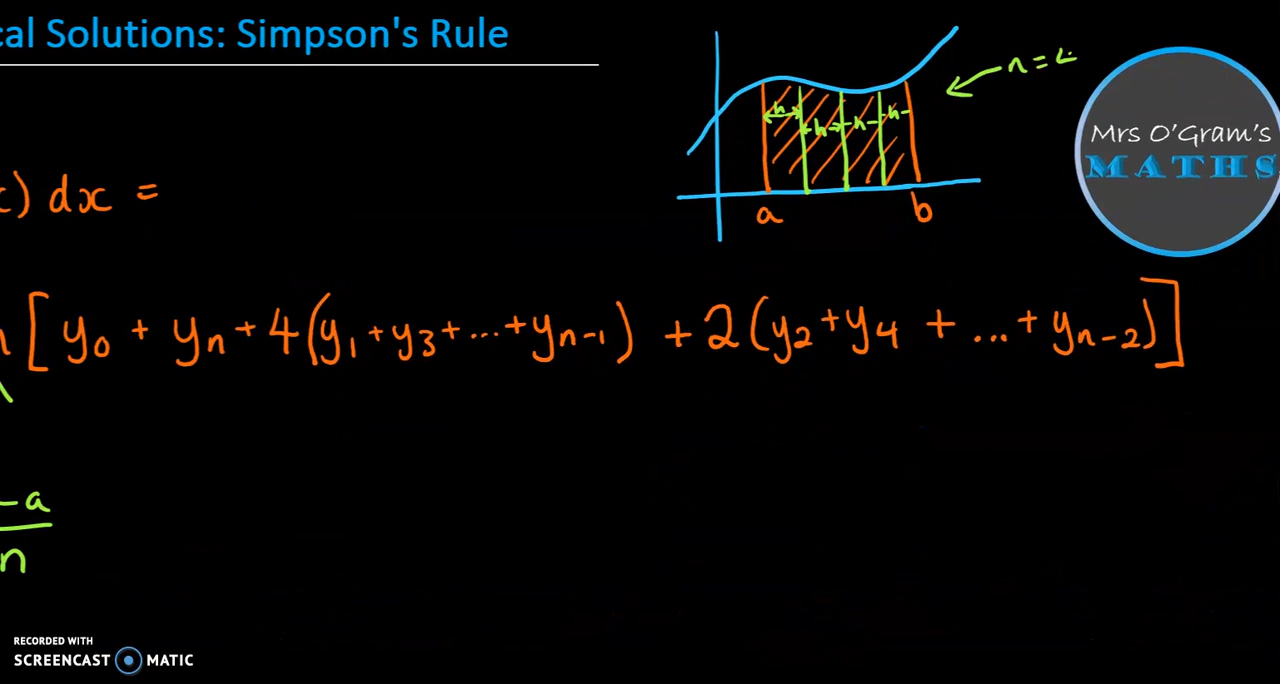 cal Solutions: Simpson's Rule
n = 4
h h h h
Mrs O'Gram's
MATHS
x) dx =
a b
h [ y₀ + yₙ + 4(y₁ + y₃ + ... + yₙ₋₁) + 2(y₂ + y₄ + ... + yₙ₋₂)]
-a
n
RECORDED WITH
SCREENCAST MATIC